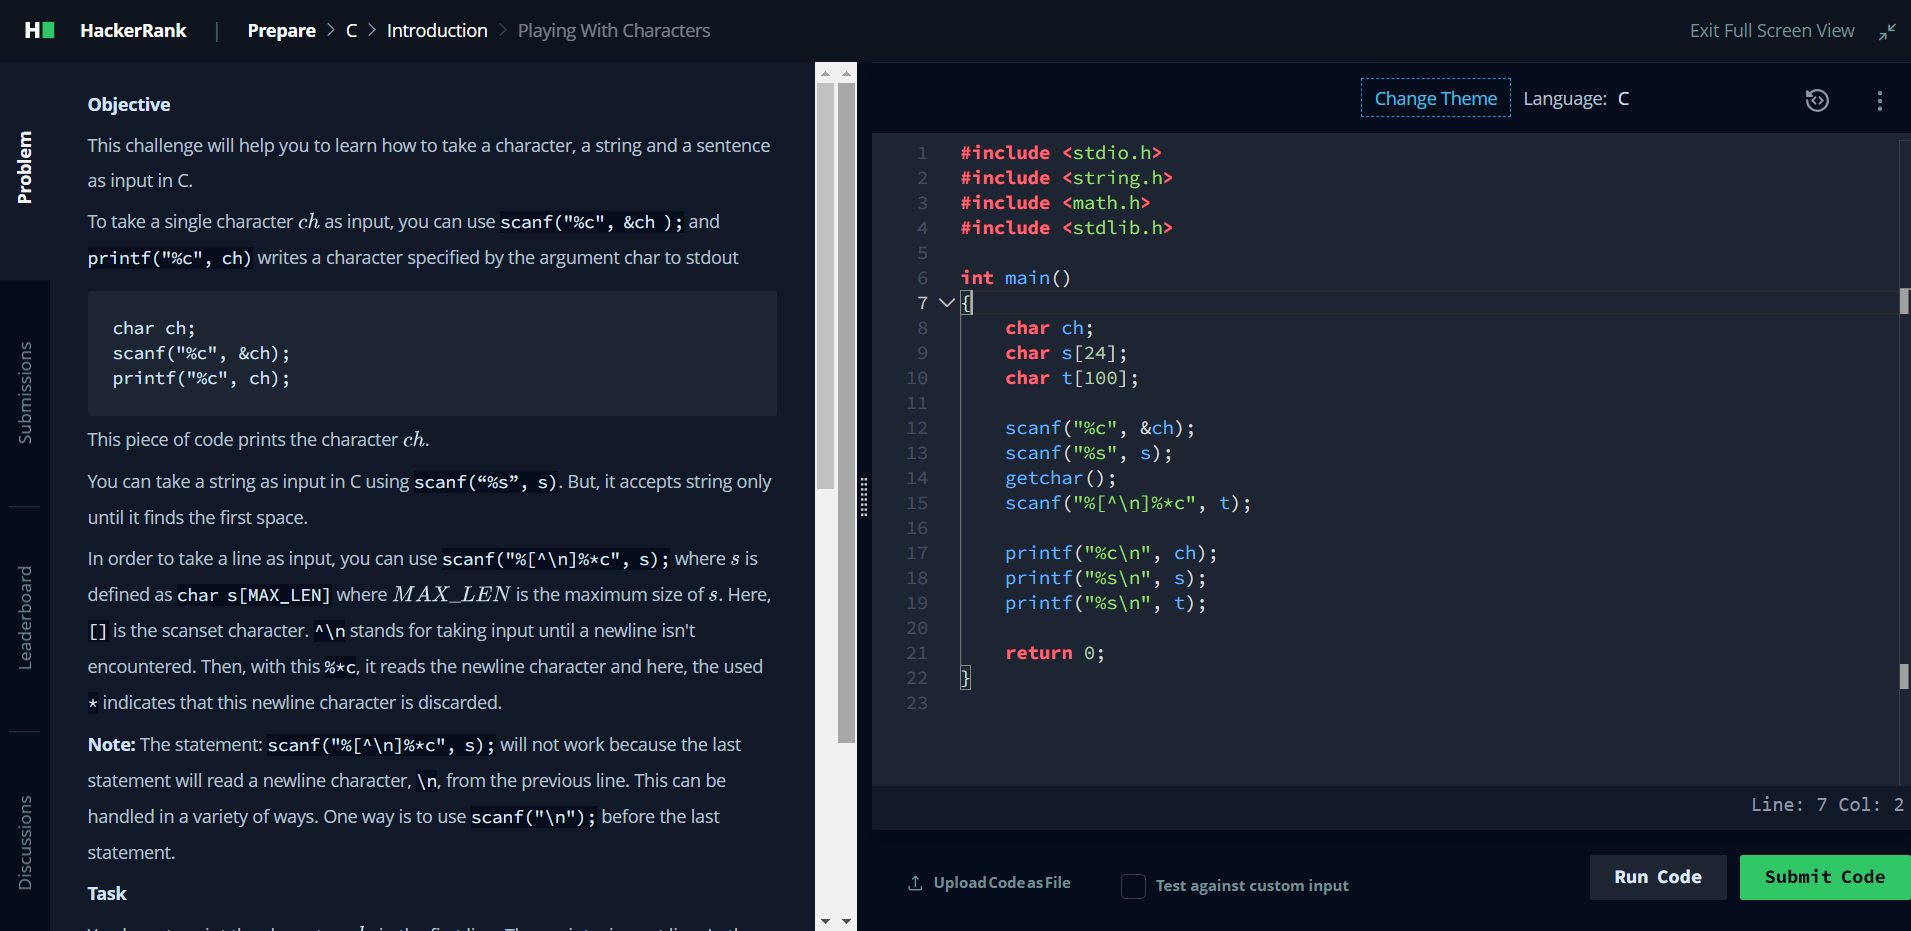 HackerRank | Prepare > C > Introduction > Playing With Characters
Exit Full Screen View
Problem
Submissions
Leaderboard
Discussions
Objective
This challenge will help you to learn how to take a character, a string and a sentence
as input in C.
To take a single character ch as input, you can use scanf("%c", &ch ); and
printf("%c", ch) writes a character specified by the argument char to stdout
char ch;
scanf("%c", &ch);
printf("%c", ch);
This piece of code prints the character ch.
You can take a string as input in C using scanf(“%s”, s). But, it accepts string only
until it finds the first space.
In order to take a line as input, you can use scanf("%[^\n]%*c", s); where s is
defined as char s[MAX_LEN] where MAX_LEN is the maximum size of s. Here,
[] is the scanset character. ^\n stands for taking input until a newline isn't
encountered. Then, with this %*c, it reads the newline character and here, the used
* indicates that this newline character is discarded.
Note: The statement: scanf("%[^\n]%*c", s); will not work because the last
statement will read a newline character, \n, from the previous line. This can be
handled in a variety of ways. One way is to use scanf("\n"); before the last
statement.
Task
Change Theme Language: C
1 #include <stdio.h>
2 #include <string.h>
3 #include <math.h>
4 #include <stdlib.h>
5
6 int main()
7 {
8 char ch;
9 char s[24];
10 char t[100];
11
12 scanf("%c", &ch);
13 scanf("%s", s);
14 getchar();
15 scanf("%[^\n]%*c", t);
16
17 printf("%c\n", ch);
18 printf("%s\n", s);
19 printf("%s\n", t);
20
21 return 0;
22 }
23
Line: 7 Col: 2
Upload Code as File
Test against custom input
Run Code
Submit Code